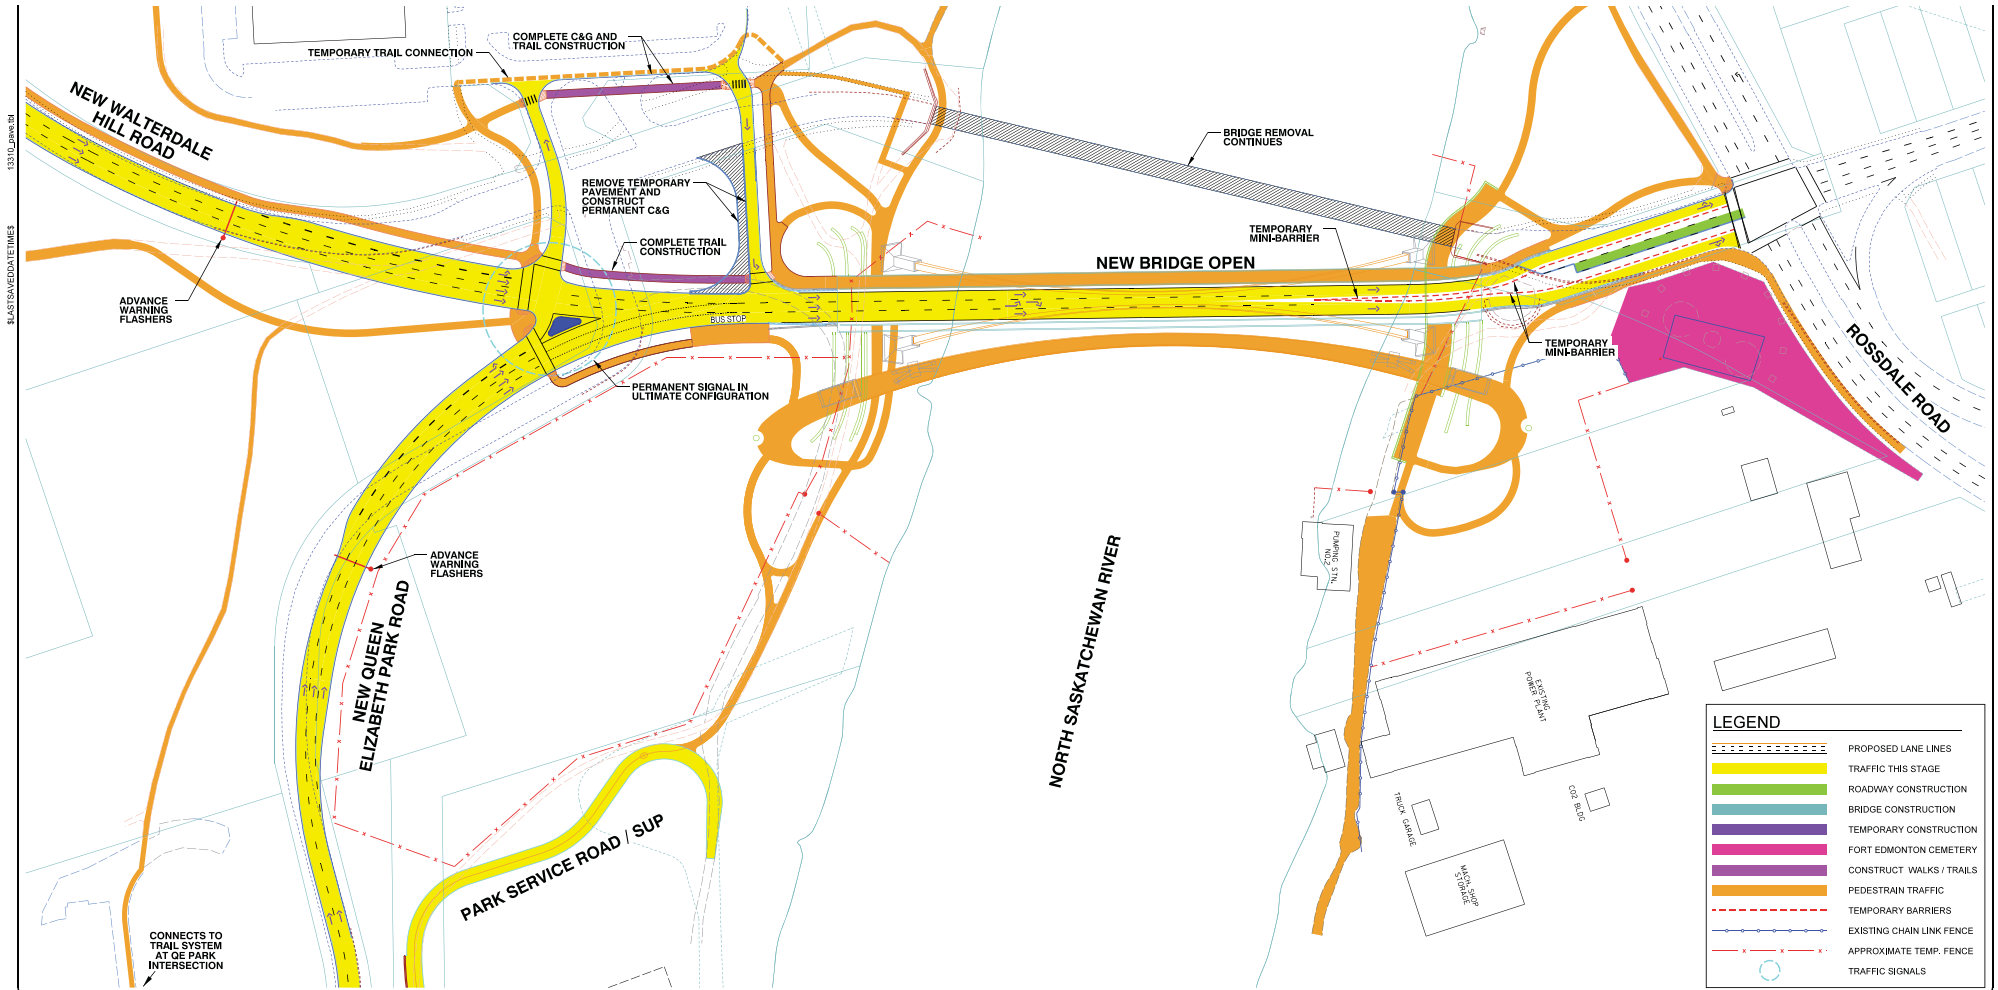 13310_pave.tbl
$LASTSAVEDDATETIME$
TEMPORARY TRAIL CONNECTION
COMPLETE C&G AND
TRAIL CONSTRUCTION
NEW WALTERDALE
HILL ROAD
BRIDGE REMOVAL
CONTINUES
REMOVE TEMPORARY
PAVEMENT AND
CONSTRUCT
PERMANENT C&G
COMPLETE TRAIL
CONSTRUCTION
TEMPORARY
MINI-BARRIER
NEW BRIDGE OPEN
ADVANCE
WARNING
FLASHERS
BUS STOP
TEMPORARY
MINI-BARRIER
ROSSDALE ROAD
PERMANENT SIGNAL IN
ULTIMATE CONFIGURATION
ADVANCE
WARNING
FLASHERS
NEW QUEEN
ELIZABETH PARK ROAD
NORTH SASKATCHEWAN RIVER
PUMPING STN.
NO.2
EXISTING
POWER PLANT
TRUCK GARAGE
CO2 BLDG
MACH. SHOP
STORAGE
PARK SERVICE ROAD / SUP
CONNECTS TO
TRAIL SYSTEM
AT QE PARK
INTERSECTION
LEGEND
PROPOSED LANE LINES
TRAFFIC THIS STAGE
ROADWAY CONSTRUCTION
BRIDGE CONSTRUCTION
TEMPORARY CONSTRUCTION
FORT EDMONTON CEMETERY
CONSTRUCT WALKS / TRAILS
PEDESTRAIN TRAFFIC
TEMPORARY BARRIERS
EXISTING CHAIN LINK FENCE
APPROXIMATE TEMP. FENCE
TRAFFIC SIGNALS